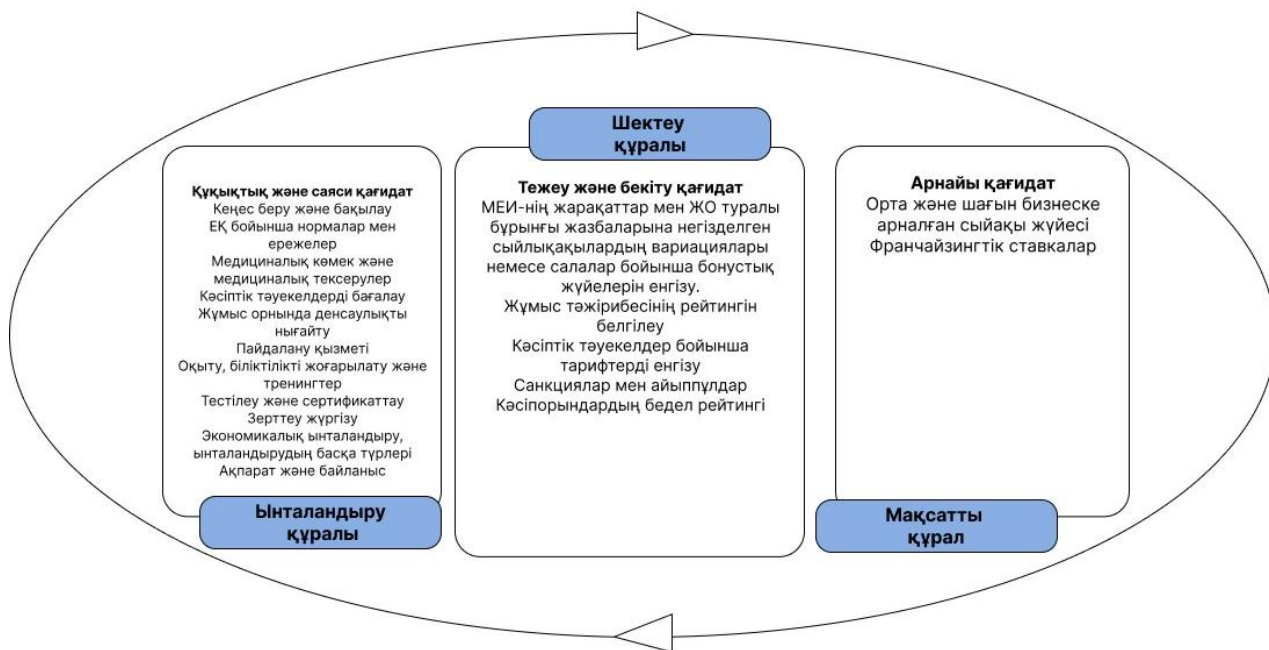 Құқықтық және саяси қағидат
Кеңес беру және бақылау
ЕҚ бойынша нормалар мен
ережелер
Медициналық көмек және
медициналық тексерулер
Кәсіптік тәуекелдерді бағалау
Жұмыс орнында денсаулықты
нығайту
Пайдалану қызметі
Оқыту, біліктілікті жоғарылату және
тренингтер
Тестілеу және сертификаттау
Зерттеу жүргізу
Экономикалық ынталандыру,
ынталандырудың басқа түрлері
Ақпарат және байланыс
Ынталандыру
құралы
Шектеу
құралы
Тежеу және бекіту қағидат
МЕИ-нің жарақаттар мен ЖО туралы
бұрынғы жазбаларына негізделген
сыйлықақылардың вариациялары
немесе салалар бойынша бонустық
жүйелерін енгізу.
Жұмыс тәжірибесінің рейтингін
белгілеу
Кәсіптік тәуекелдер бойынша
тарифтерді енгізу
Санкциялар мен айыппұлдар
Кәсіпорындардың бедел рейтингі
Арнайы қағидат
Орта және шағын бизнеске
арналған сыйақы жүйесі
Франчайзингтік ставкалар
Мақсатты
құрал